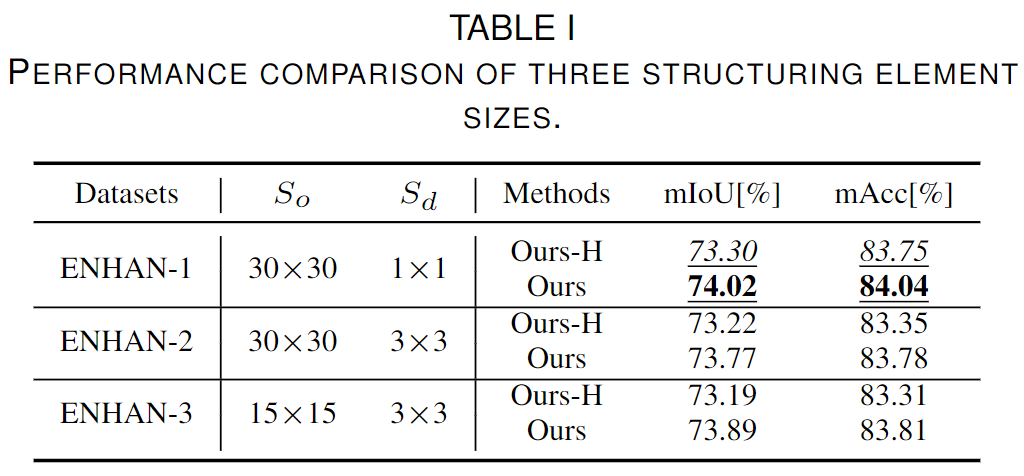 TABLE I
PERFORMANCE COMPARISON OF THREE STRUCTURING ELEMENT
SIZES.
Datasets So Sd Methods mIoU[%] mAcc[%]
ENHAN-1 30×30 1×1 Ours-H 73.30 83.75
Ours 74.02 84.04
ENHAN-2 30×30 3×3 Ours-H 73.22 83.35
Ours 73.77 83.78
ENHAN-3 15×15 3×3 Ours-H 73.19 83.31
Ours 73.89 83.81